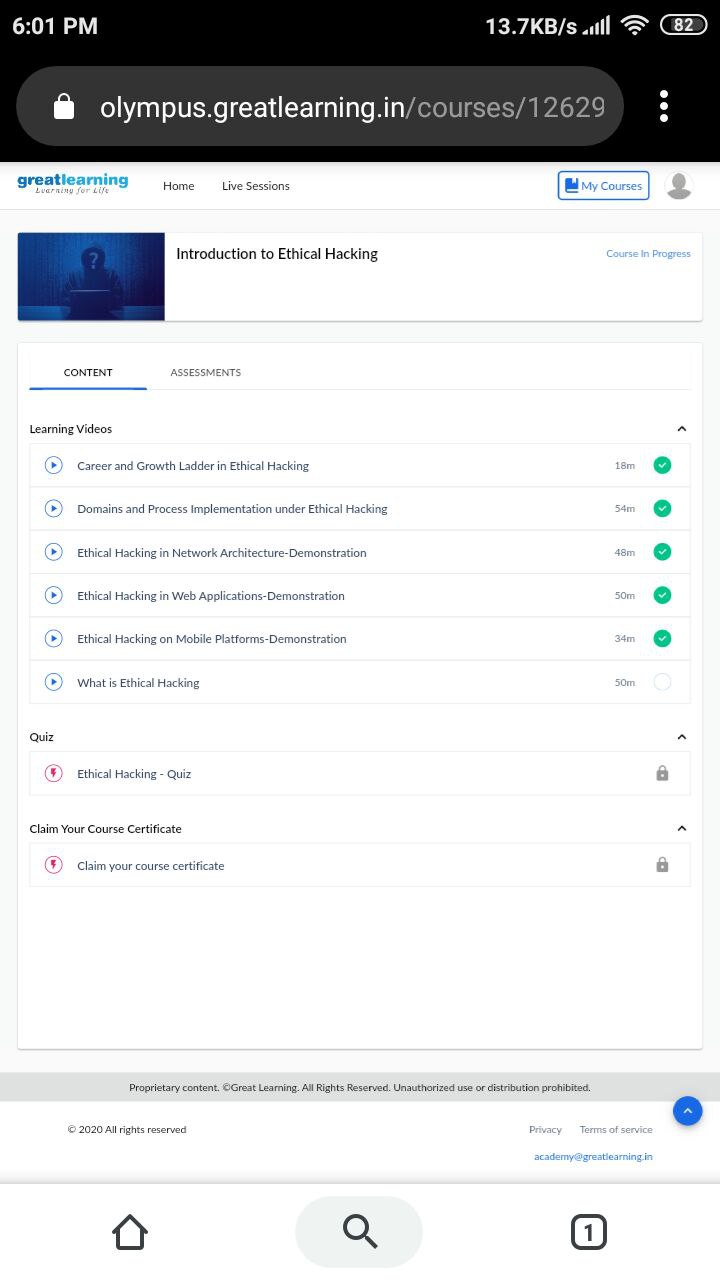 6:01 PM 13.7KB/s 82
olympus.greatlearning.in/courses/12629
greatlearning
Learning for Life
Home Live Sessions My Courses
?
Introduction to Ethical Hacking Course In Progress
CONTENT ASSESSMENTS
Learning Videos
Career and Growth Ladder in Ethical Hacking 18m
Domains and Process Implementation under Ethical Hacking 54m
Ethical Hacking in Network Architecture-Demonstration 48m
Ethical Hacking in Web Applications-Demonstration 50m
Ethical Hacking on Mobile Platforms-Demonstration 34m
What is Ethical Hacking 50m
Quiz
Ethical Hacking - Quiz
Claim Your Course Certificate
Claim your course certificate
Proprietary content. ©Great Learning. All Rights Reserved. Unauthorized use or distribution prohibited.
© 2020 All rights reserved Privacy Terms of service
academy@greatlearning.in
1